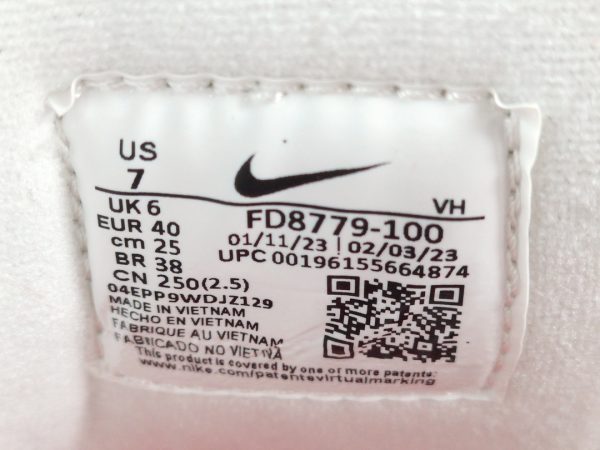 US
7
VH
UK 6
FD8779-100
EUR 40
01/11/23 | 02/03/23
cm 25
UPC 00196155664874
BR 38
CN 250(2.5)
04EPP9WDJZ129
MADE IN VIETNAM
HECHO EN VIETNAM
FABRIQUE AU VIETNAM
FABRICADO NO VIETNA
This product is covered by one or more patents.
www.nike.com/patentsvirtualmarking